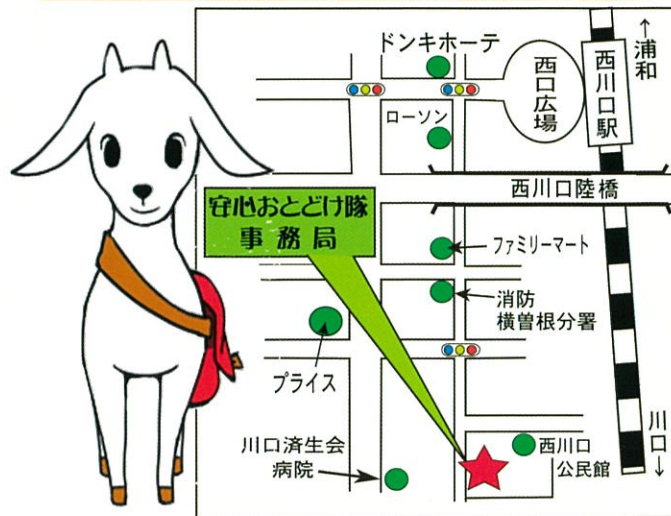 ドンキホーテ
西口広場
西川口駅
↑浦和
ローソン
西川口陸橋
安心おとどけ隊
事務局
ファミリーマート
消防
横曽根分署
プライス
川口済生会
病院
西川口
公民館
川口↓